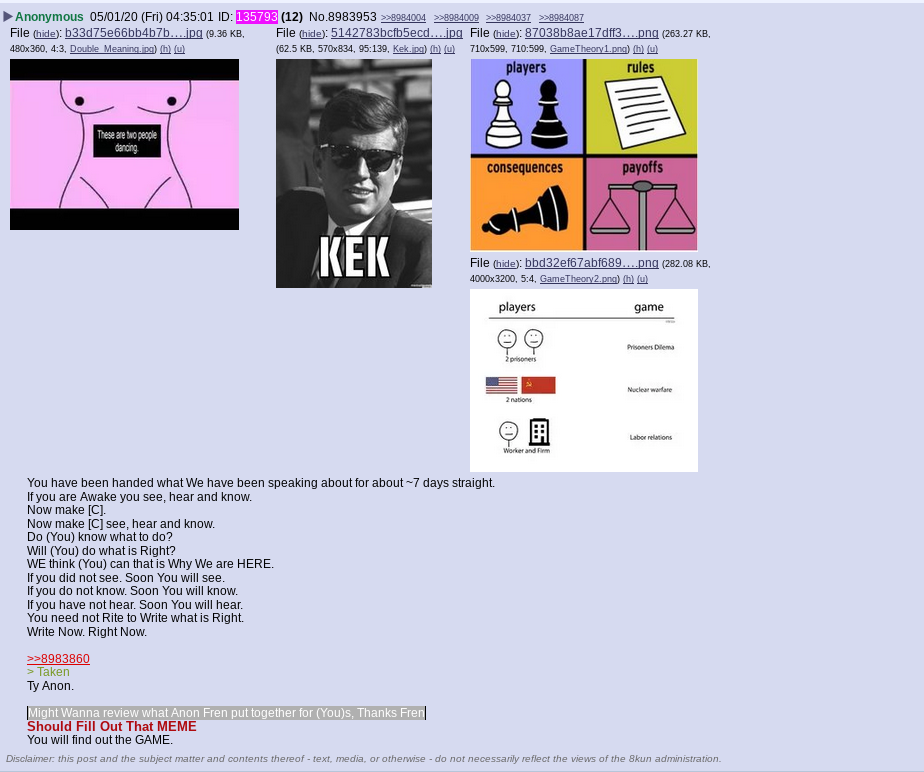 Anonymous 05/01/20 (Fri) 04:35:01 ID: 135793 (12) No.8983953 >>8984004 >>8984009 >>8984037 >>8984087
File (hide): b33d75e66bb4b7b….jpg (9.36 KB, 480x360, 4:3, Double_Meaning.jpg) (h) (u)
These are two people
dancing.
File (hide): 5142783bcfb5ecd….jpg (62.5 KB, 570x834, 95:139, Kek.jpg) (h) (u)
KEK
File (hide): 87038b8ae17dff3….png (263.27 KB, 710x599, 710:599, GameTheory1.png) (h) (u)
players
rules
consequences
payoffs
File (hide): bbd32ef67abf689….png (282.08 KB, 4000x3200, 5:4, GameTheory2.png) (h) (u)
players game
2 prisoners
Prisoners Dilema
2 nations
Nuclear warfare
Worker and Firm
Labor relations
You have been handed what We have been speaking about for about ~7 days straight.
If you are Awake you see, hear and know.
Now make [C].
Now make [C] see, hear and know.
Do (You) know what to do?
Will (You) do what is Right?
WE think (You) can that is Why We are HERE.
If you did not see. Soon You will see.
If you do not know. Soon You will know.
If you have not hear. Soon You will hear.
You need not Rite to Write what is Right.
Write Now. Right Now.
>>8983860
> Taken
Ty Anon.
Might Wanna review what Anon Fren put together for (You)s, Thanks Fren
Should Fill Out That MEME
You will find out the GAME.
Disclaimer: this post and the subject matter and contents thereof - text, media, or otherwise - do not necessarily reflect the views of the 8kun administration.